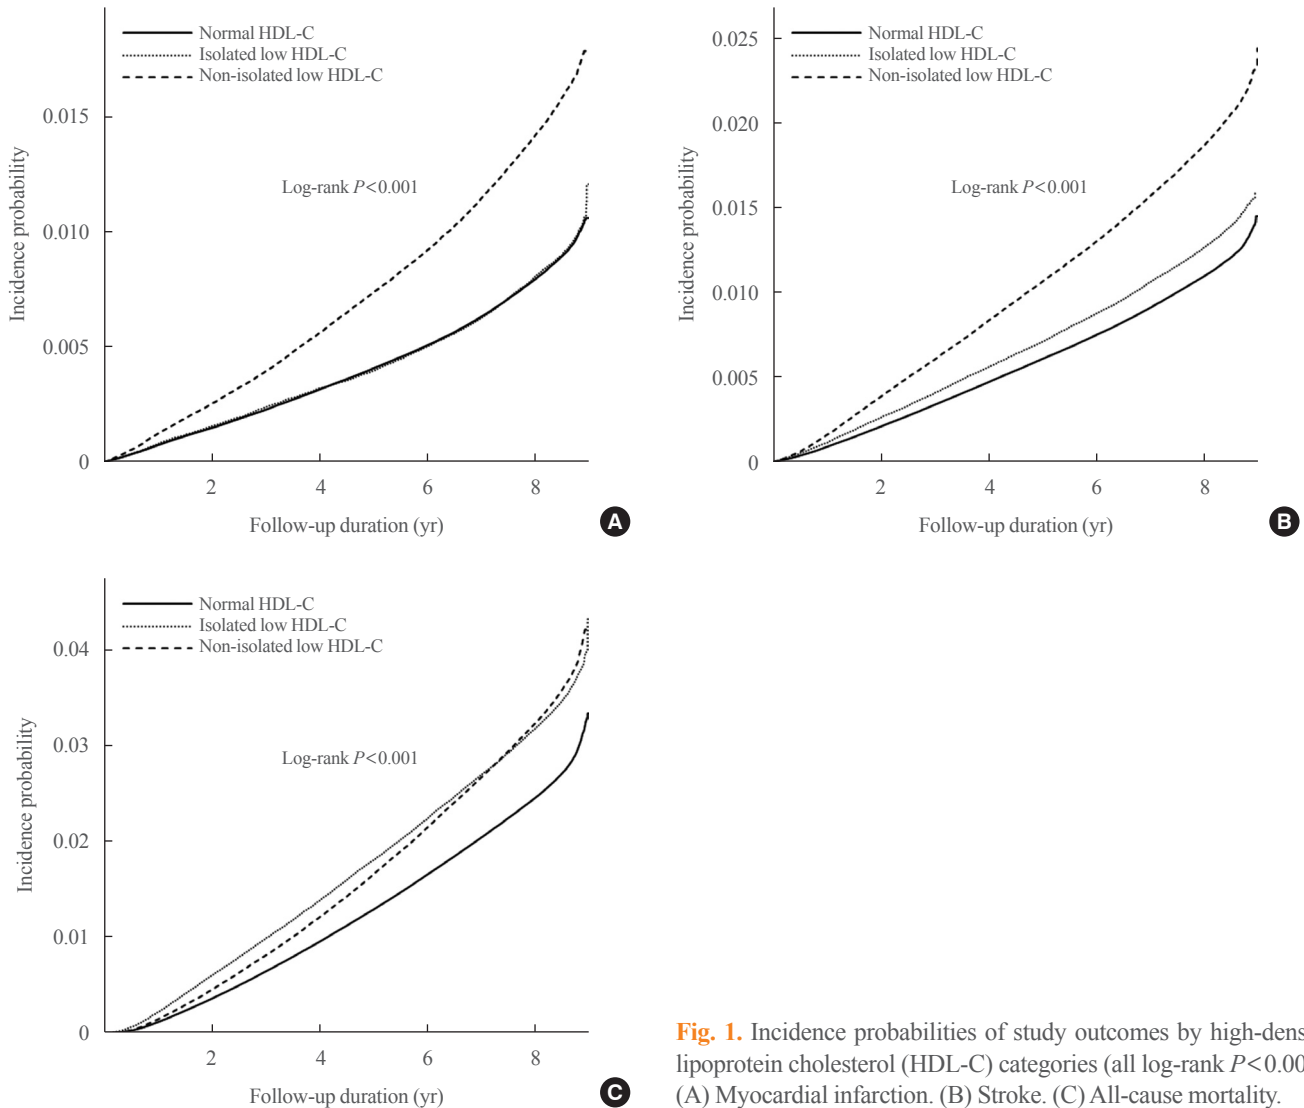 Normal HDL-C
Isolated low HDL-C
Non-isolated low HDL-C
0.015
0.010
0.005
0
Incidence probability
Log-rank P<0.001
2 4 6 8
Follow-up duration (yr)
A
Normal HDL-C
Isolated low HDL-C
Non-isolated low HDL-C
0.025
0.020
0.015
0.010
0.005
0
Incidence probability
Log-rank P<0.001
2 4 6 8
Follow-up duration (yr)
B
Normal HDL-C
Isolated low HDL-C
Non-isolated low HDL-C
0.04
0.03
0.02
0.01
0
Incidence probability
Log-rank P<0.001
2 4 6 8
Follow-up duration (yr)
C
Fig. 1. Incidence probabilities of study outcomes by high-dens
lipoprotein cholesterol (HDL-C) categories (all log-rank P<0.00
(A) Myocardial infarction. (B) Stroke. (C) All-cause mortality.